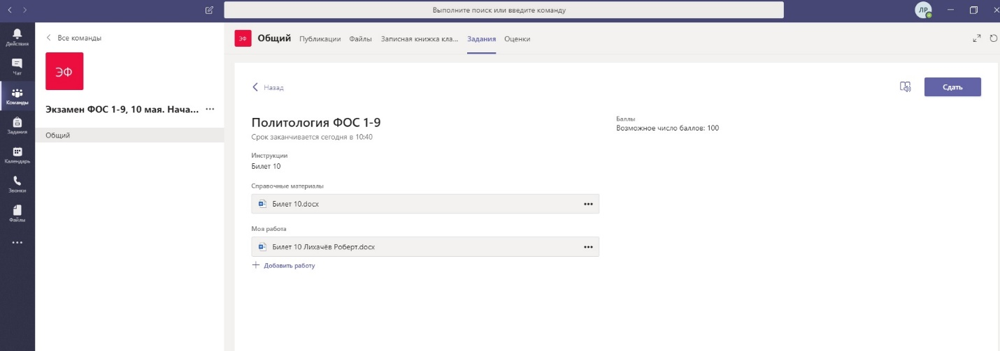 Выполните поиск или введите команду
ЛР
Действия
Чат
Команды
Задания
Календарь
Звонки
Файлы
Все команды
ЭФ
Экзамен ФОС 1-9, 10 мая. Нача...
Общий
ЭФ
Общий Публикации Файлы Записная книжка кла... Задания Оценки
Назад
Сдать
Политология ФОС 1-9
Срок заканчивается сегодня в 10:40
Инструкции
Билет 10
Справочные материалы
Билет 10.docx
Моя работа
Билет 10 Лихачёв Роберт.docx
Добавить работу
Баллы
Возможное число баллов: 100